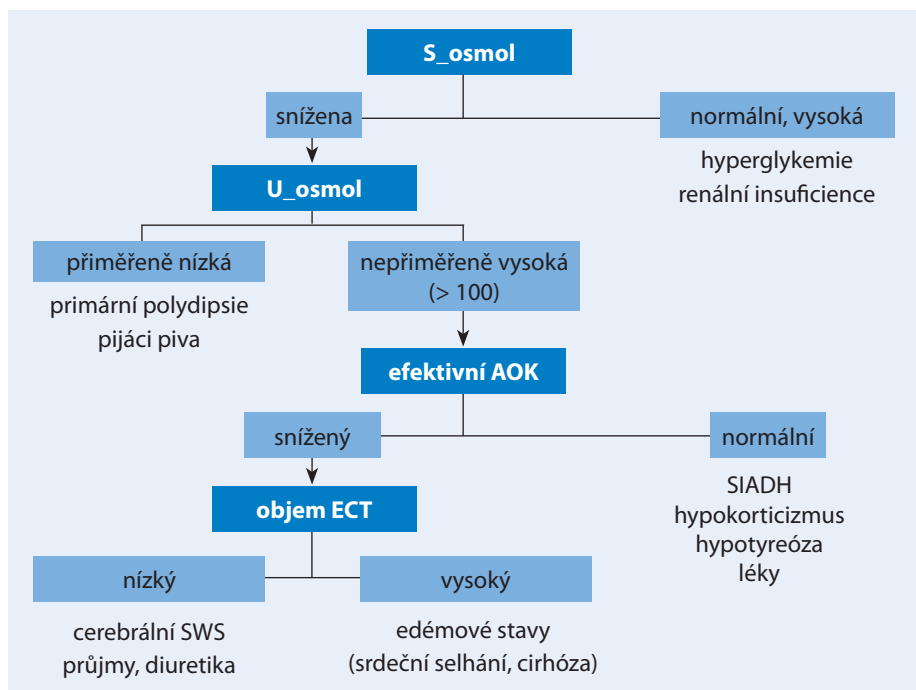 S_osmol
snížena
normální, vysoká
hyperglykemie
renální insuficience
U_osmol
přiměřeně nízká
primární polydipsie
pijáci piva
nepřiměřeně vysoká
(> 100)
efektivní AOK
snížený
normální
SIADH
hypokorticizmus
hypotyreóza
léky
objem ECT
nízký
cerebrální SWS
průjmy, diuretika
vysoký
edémové stavy
(srdeční selhání, cirhóza)